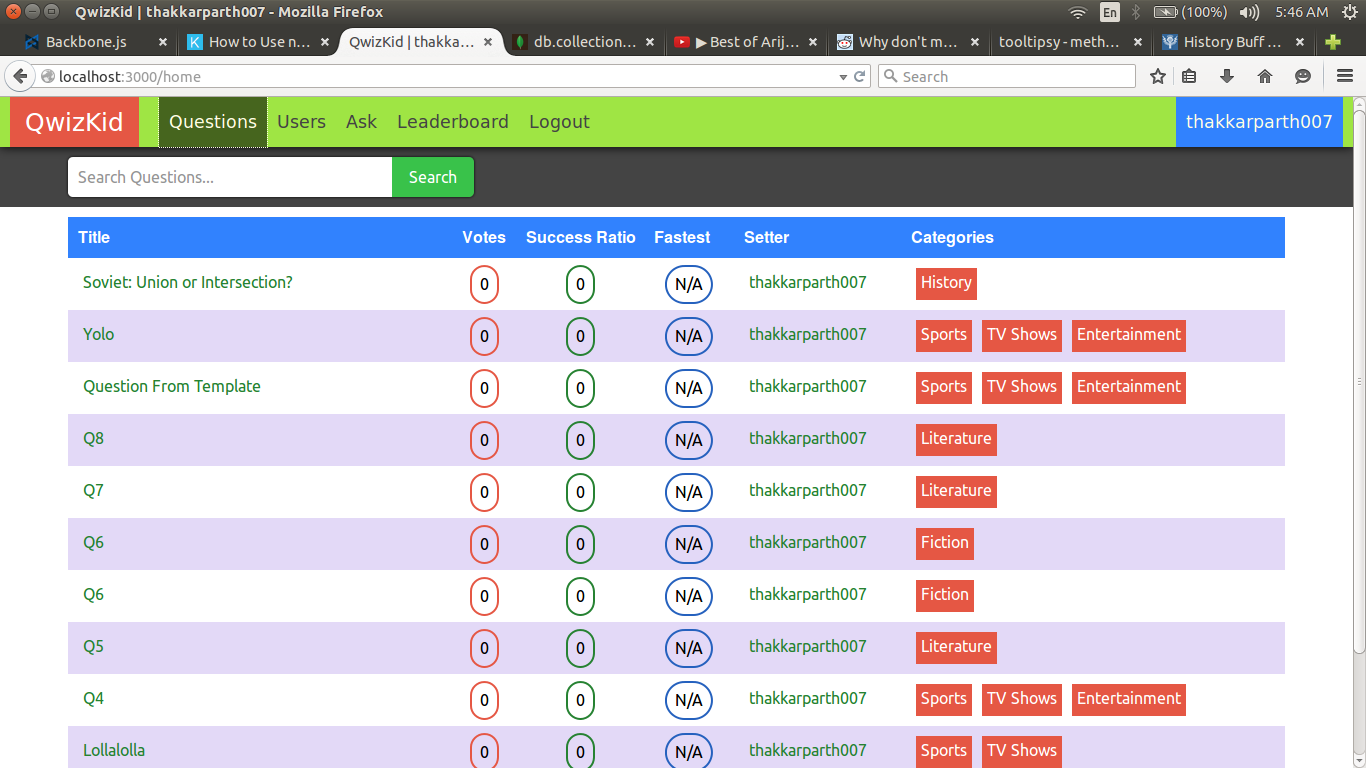 QwizKid | thakkarparth007 - Mozilla Firefox
En (100%) 5:46 AM
Backbone.js How to Use n... QwizKid | thakka... db.collection... ▶ Best of Arij... Why don't m... tooltipsy - meth... History Buff ...
localhost:3000/home Search
QwizKid Questions Users Ask Leaderboard Logout thakkarparth007
Search Questions... Search
Title Votes Success Ratio Fastest Setter Categories
Soviet: Union or Intersection? 0 0 N/A thakkarparth007 History
Yolo 0 0 N/A thakkarparth007 Sports TV Shows Entertainment
Question From Template 0 0 N/A thakkarparth007 Sports TV Shows Entertainment
Q8 0 0 N/A thakkarparth007 Literature
Q7 0 0 N/A thakkarparth007 Literature
Q6 0 0 N/A thakkarparth007 Fiction
Q6 0 0 N/A thakkarparth007 Fiction
Q5 0 0 N/A thakkarparth007 Literature
Q4 0 0 N/A thakkarparth007 Sports TV Shows Entertainment
Lollalolla 0 0 N/A thakkarparth007 Sports TV Shows